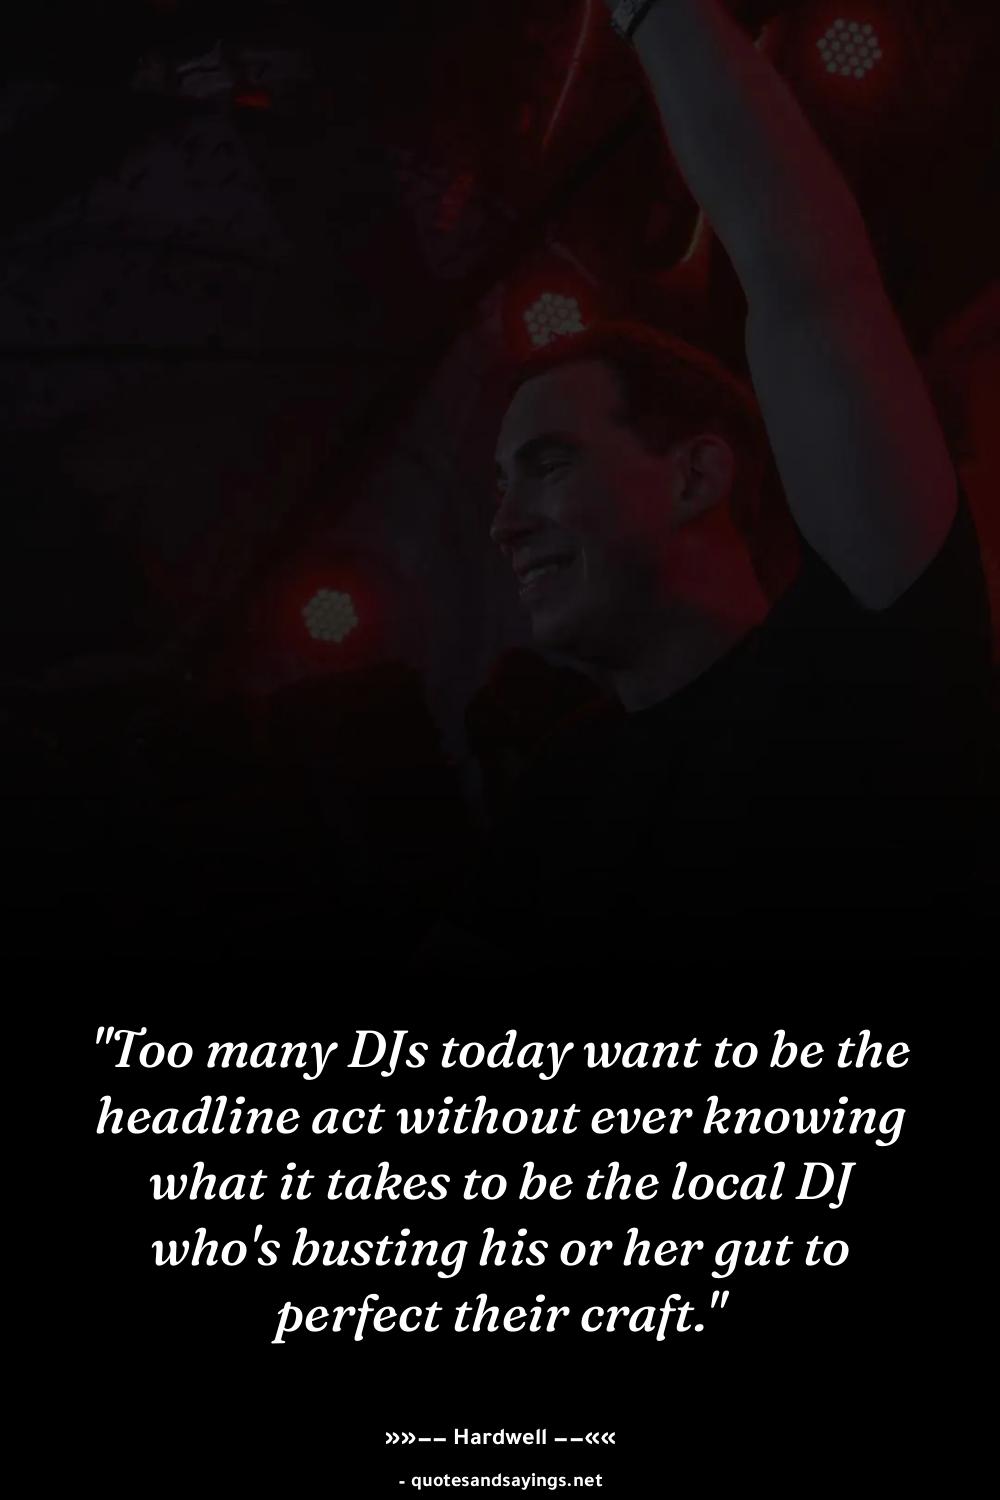 "Too many DJs today want to be the
headline act without ever knowing
what it takes to be the local DJ
who's busting his or her gut to
perfect their craft."
»»–– Hardwell ––««
- quotesandsayings.net